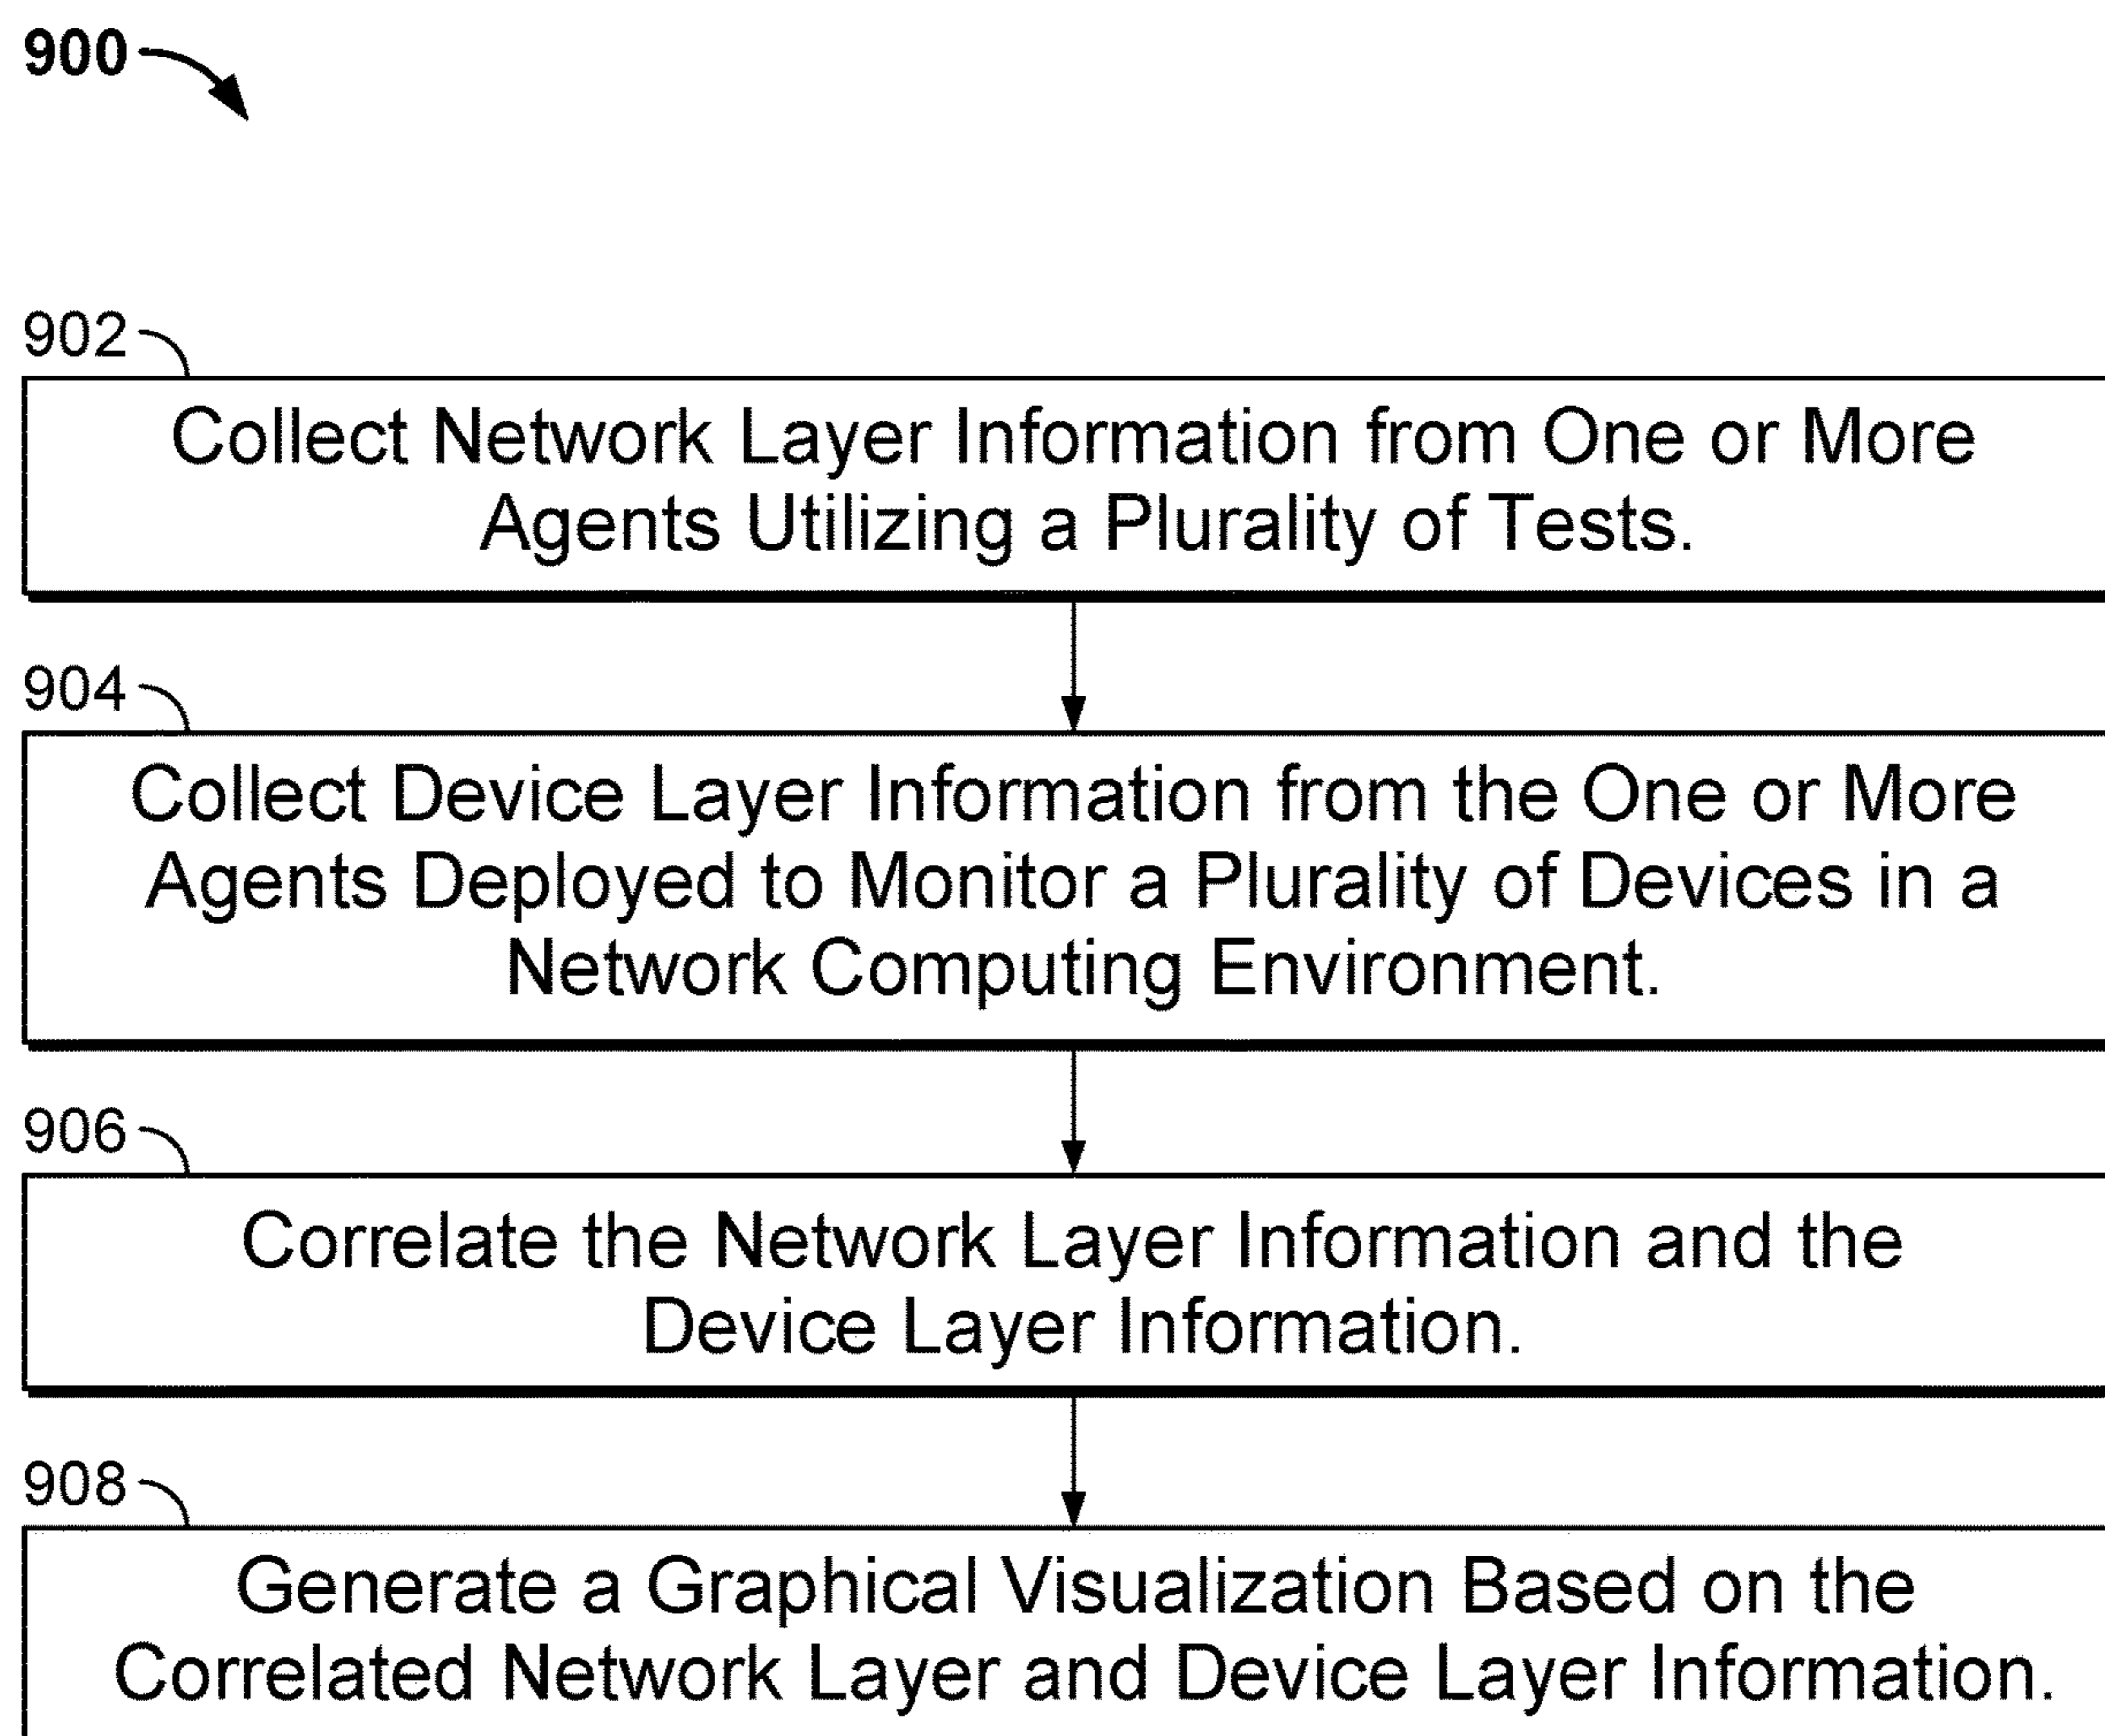 900
902
Collect Network Layer Information from One or More
Agents Utilizing a Plurality of Tests.
904
Collect Device Layer Information from the One or More
Agents Deployed to Monitor a Plurality of Devices in a
Network Computing Environment.
906
Correlate the Network Layer Information and the
Device Layer Information.
908
Generate a Graphical Visualization Based on the
Correlated Network Layer and Device Layer Information.